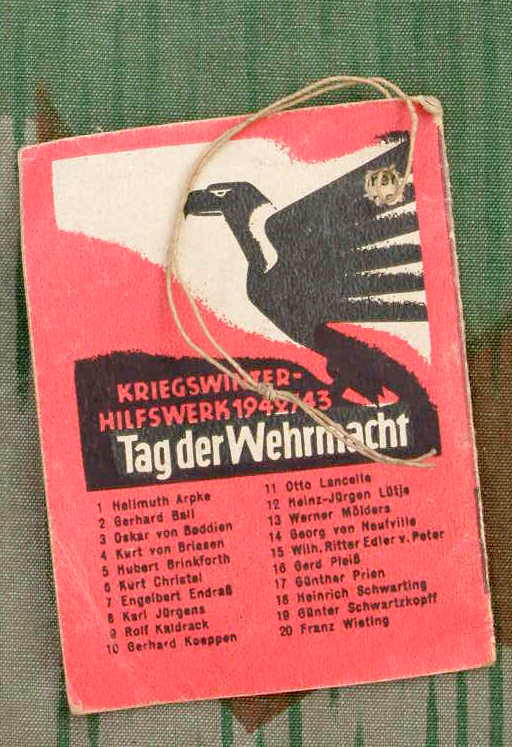 KRIEGSWINTER-
HILFSWERK 1942/43
Tag der Wehrmacht
1 Hellmuth Arpke
2 Gerhard Ball
3 Oskar von Boddien
4 Kurt von Briesen
5 Hubert Brinkforth
6 Kurt Christel
7 Engelbert Endraß
8 Karl Jürgens
9 Rolf Kaldrack
10 Gerhard Koeppen
11 Otto Lancelle
12 Heinz-Jürgen Lütje
13 Werner Mölders
14 Georg von Neufville
15 Wilh. Ritter Edler v. Peter
16 Gerd Pleiß
17 Günther Prien
18 Heinrich Schwarting
19 Günter Schwartzkopff
20 Franz Wieting